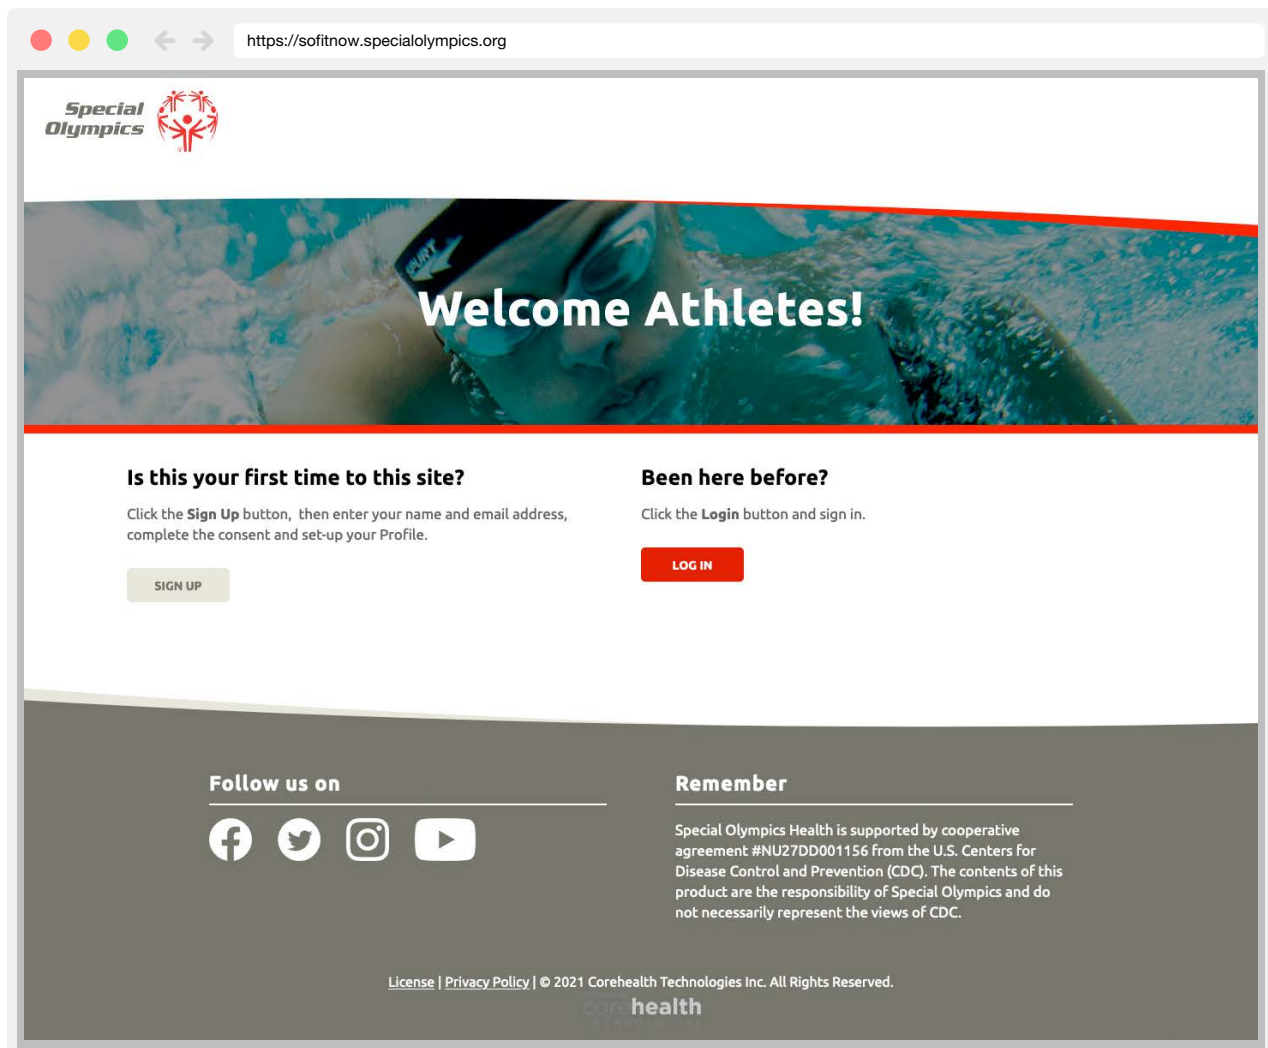 https://sofitnow.specialolympics.org
Special
Olympics
SPURT
Welcome Athletes!
Is this your first time to this site?
Click the Sign Up button, then enter your name and email address,
complete the consent and set-up your Profile.
SIGN UP
Been here before?
Click the Login button and sign in.
LOG IN
Follow us on
Remember
Special Olympics Health is supported by cooperative
agreement #NU27DD001156 from the U.S. Centers for
Disease Control and Prevention (CDC). The contents of this
product are the responsibility of Special Olympics and do
not necessarily represent the views of CDC.
License | Privacy Policy | © 2021 Corehealth Technologies Inc. All Rights Reserved.
corehealth
TECHNOLOGIES